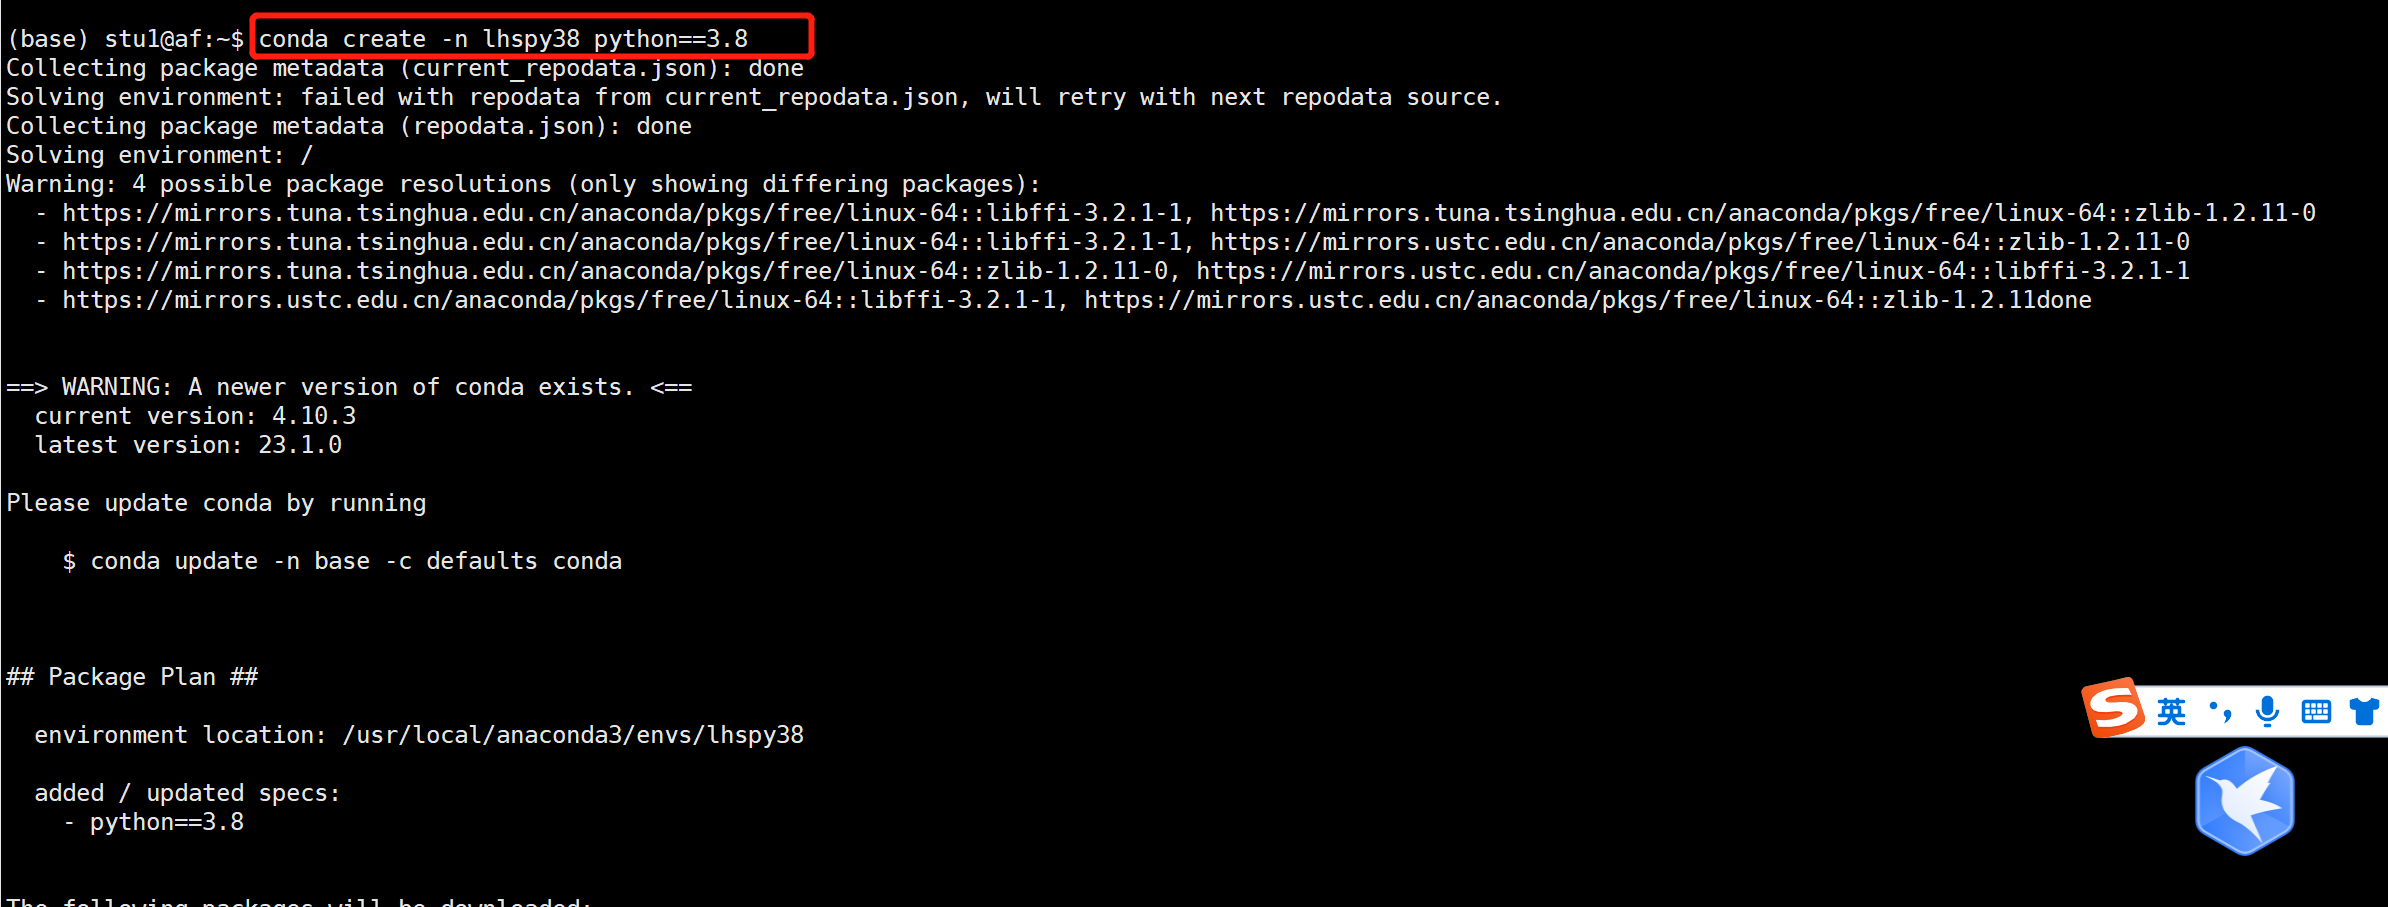 (base) stu1@af:~$ conda create -n lhspy38 python==3.8
Collecting package metadata (current_repodata.json): done
Solving environment: failed with repodata from current_repodata.json, will retry with next repodata source.
Collecting package metadata (repodata.json): done
Solving environment: /
Warning: 4 possible package resolutions (only showing differing packages):
  - https://mirrors.tuna.tsinghua.edu.cn/anaconda/pkgs/free/linux-64::libffi-3.2.1-1, https://mirrors.tuna.tsinghua.edu.cn/anaconda/pkgs/free/linux-64::zlib-1.2.11-0
  - https://mirrors.tuna.tsinghua.edu.cn/anaconda/pkgs/free/linux-64::libffi-3.2.1-1, https://mirrors.ustc.edu.cn/anaconda/pkgs/free/linux-64::zlib-1.2.11-0
  - https://mirrors.tuna.tsinghua.edu.cn/anaconda/pkgs/free/linux-64::zlib-1.2.11-0, https://mirrors.ustc.edu.cn/anaconda/pkgs/free/linux-64::libffi-3.2.1-1
  - https://mirrors.ustc.edu.cn/anaconda/pkgs/free/linux-64::libffi-3.2.1-1, https://mirrors.ustc.edu.cn/anaconda/pkgs/free/linux-64::zlib-1.2.11done
==> WARNING: A newer version of conda exists. <==
  current version: 4.10.3
  latest version: 23.1.0
Please update conda by running
    $ conda update -n base -c defaults conda
## Package Plan ##
  environment location: /usr/local/anaconda3/envs/lhspy38
  added / updated specs:
    - python==3.8
The following packages will be downloaded:
S 英